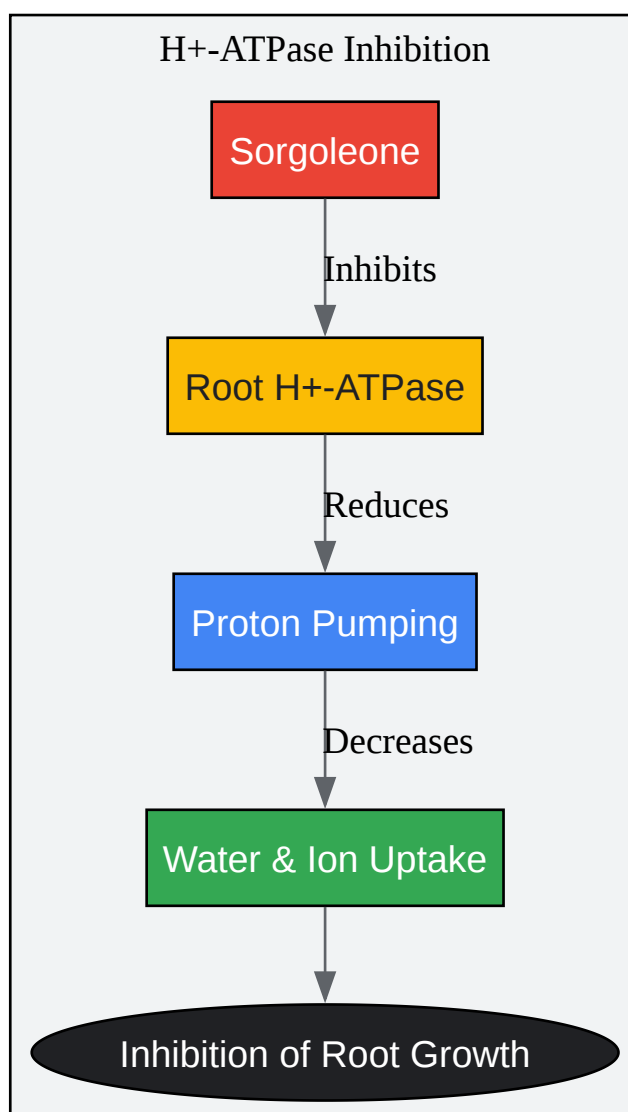 H+-ATPase Inhibition
Sorgoleone
Inhibits
Root H+-ATPase
Reduces
Proton Pumping
Decreases
Water & Ion Uptake
Inhibition of Root Growth